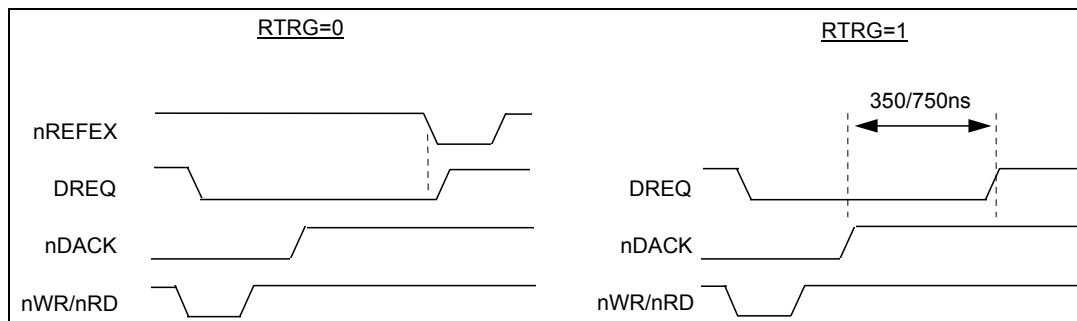 RTRG=0
nREFEX
DREQ
nDACK
nWR/nRD
RTRG=1
350/750ns
DREQ
nDACK
nWR/nRD